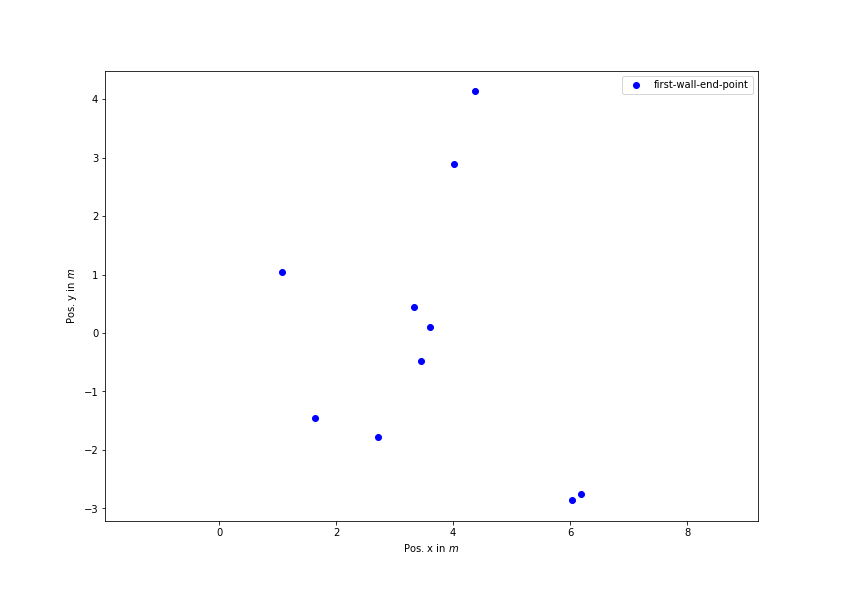 first-wall-end-point
4
3
2
1
0
−1
−2
−3
Pos. y in m
0 2 4 6 8
Pos. x in m